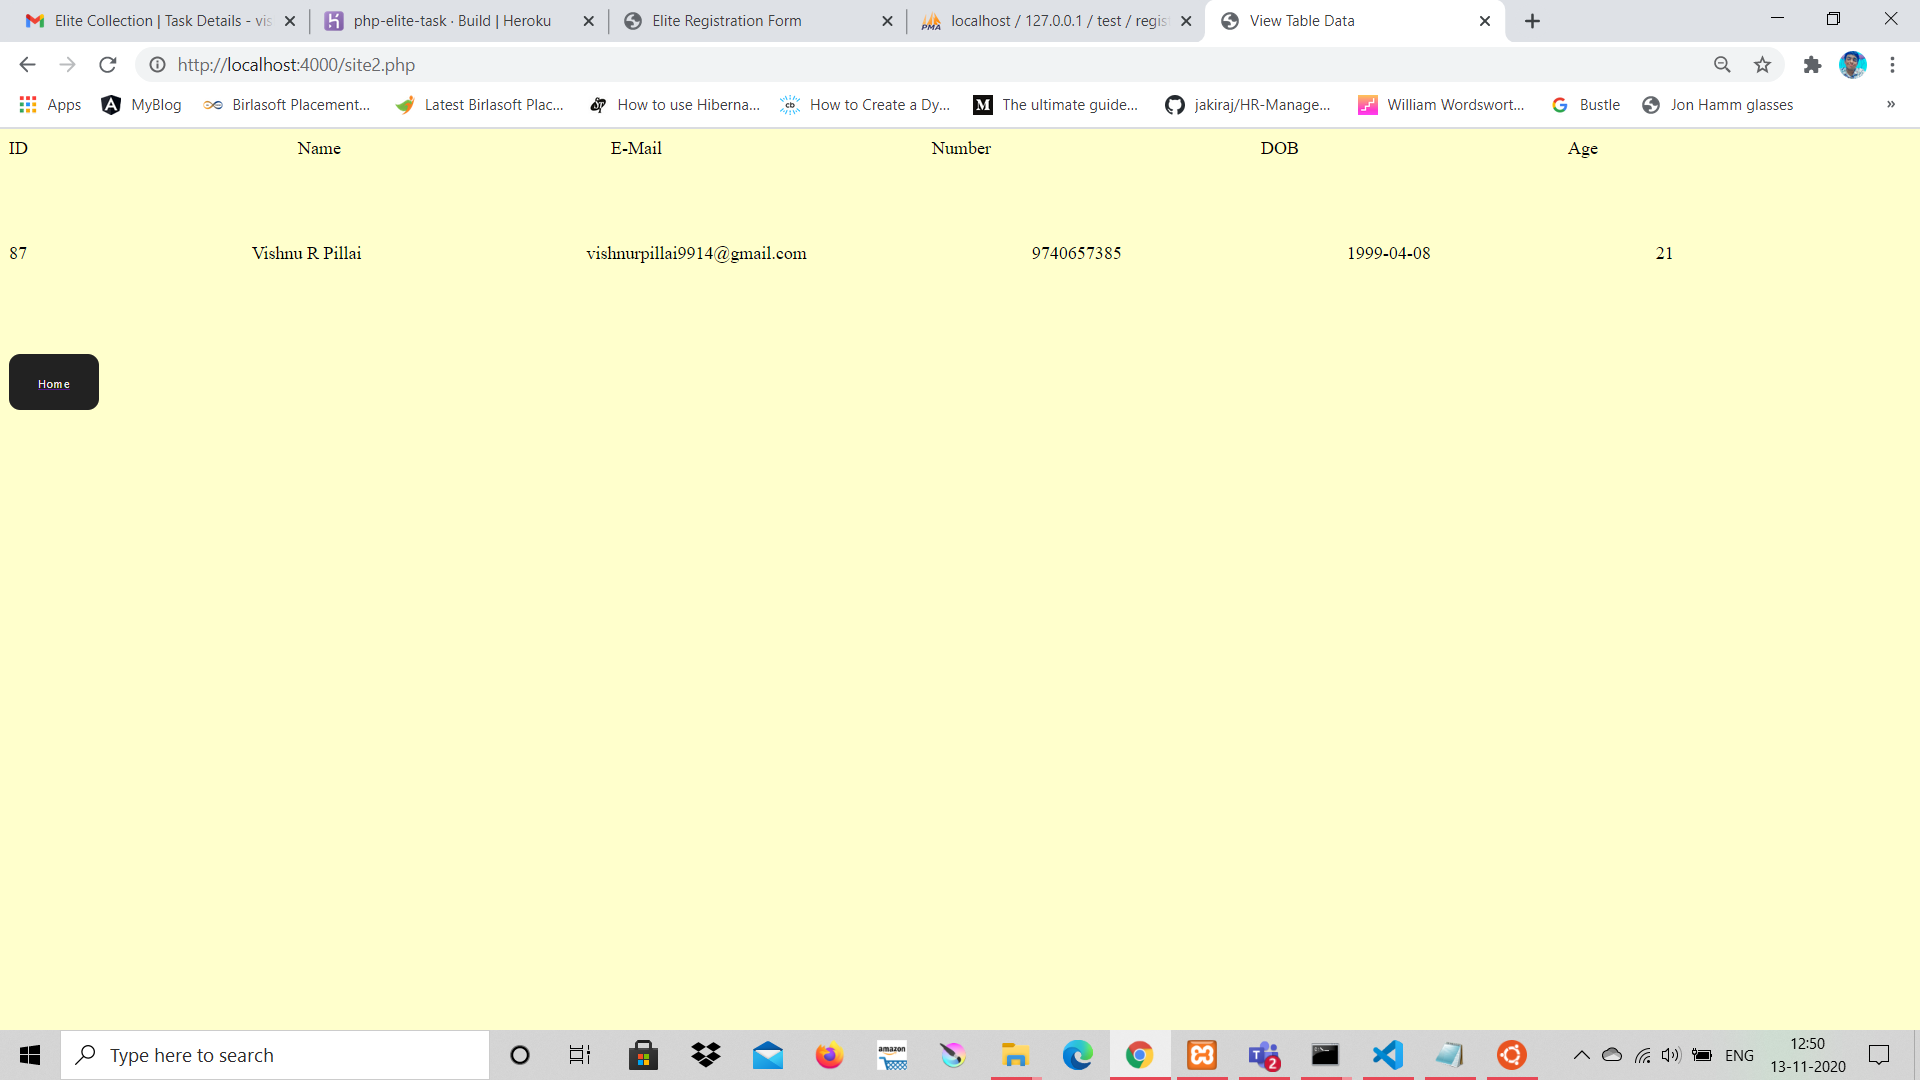 Elite Collection | Task Details - vis
php-elite-task · Build | Heroku
Elite Registration Form
PMA
localhost / 127.0.0.1 / test / regis
View Table Data
http://localhost:4000/site2.php
Apps
MyBlog
Birlasoft Placement...
Latest Birlasoft Plac...
How to use Hiberna...
cb
How to Create a Dy...
M
The ultimate guide...
jakiraj/HR-Manage...
William Wordswort...
Bustle
Jon Hamm glasses
»
ID Name E-Mail Number DOB Age
87 Vishnu R Pillai vishnurpillai9914@gmail.com 9740657385 1999-04-08 21
Home
Type here to search
amazon
2
ENG
12:50
13-11-2020